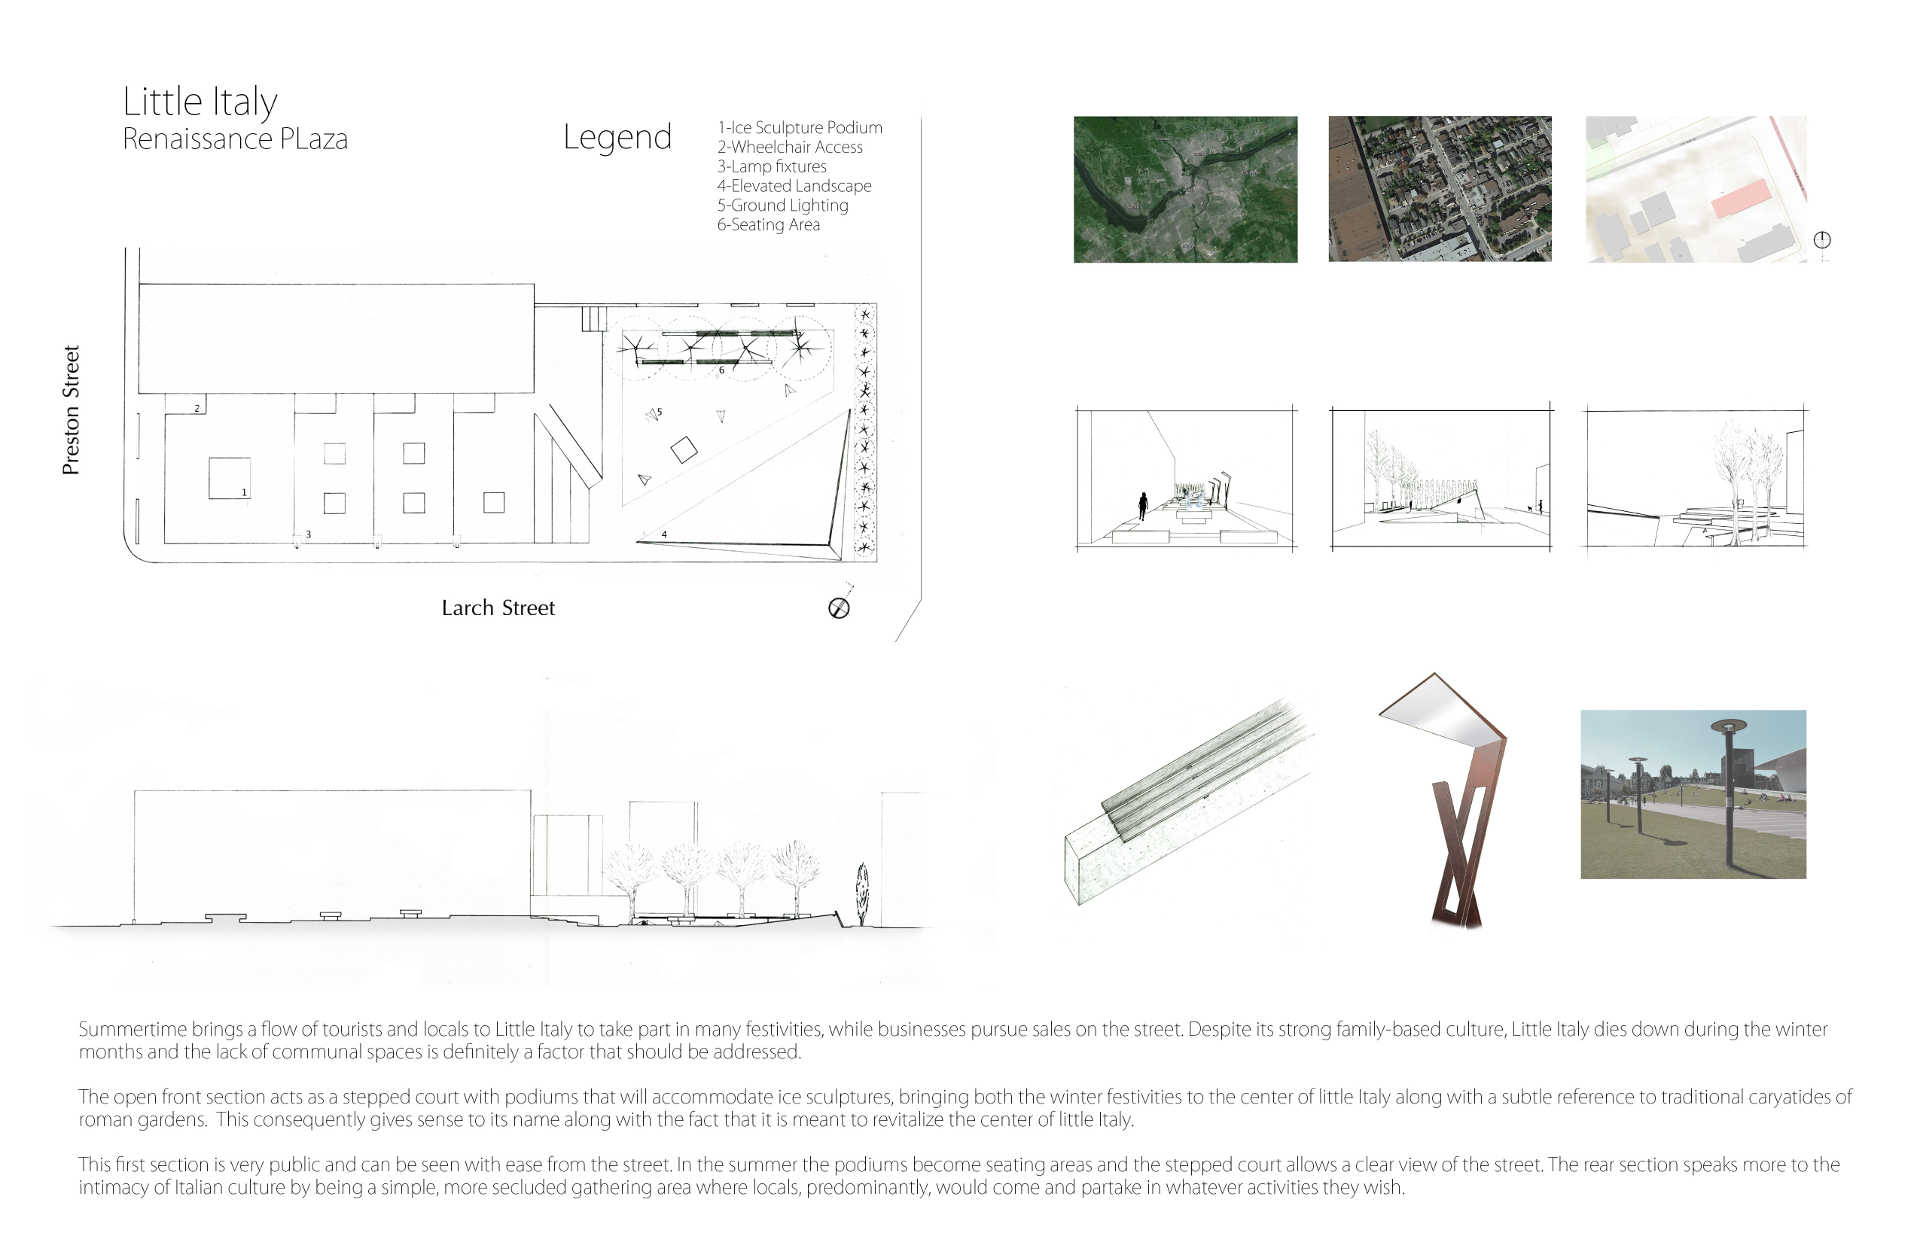 Little Italy
Renaissance PLaza
Legend
1-Ice Sculpture Podium
2-Wheelchair Access
3-Lamp fixtures
4-Elevated Landscape
5-Ground Lighting
6-Seating Area
Preston Street
1
2
3
4
5
6
Larch Street
Summertime brings a flow of tourists and locals to Little Italy to take part in many festivities, while businesses pursue sales on the street. Despite its strong family-based culture, Little Italy dies down during the winter
months and the lack of communal spaces is definitely a factor that should be addressed.
The open front section acts as a stepped court with podiums that will accommodate ice sculptures, bringing both the winter festivities to the center of little Italy along with a subtle reference to traditional caryatides of
roman gardens.  This consequently gives sense to its name along with the fact that it is meant to revitalize the center of little Italy.
This first section is very public and can be seen with ease from the street. In the summer the podiums become seating areas and the stepped court allows a clear view of the street. The rear section speaks more to the
intimacy of Italian culture by being a simple, more secluded gathering area where locals, predominantly, would come and partake in whatever activities they wish.